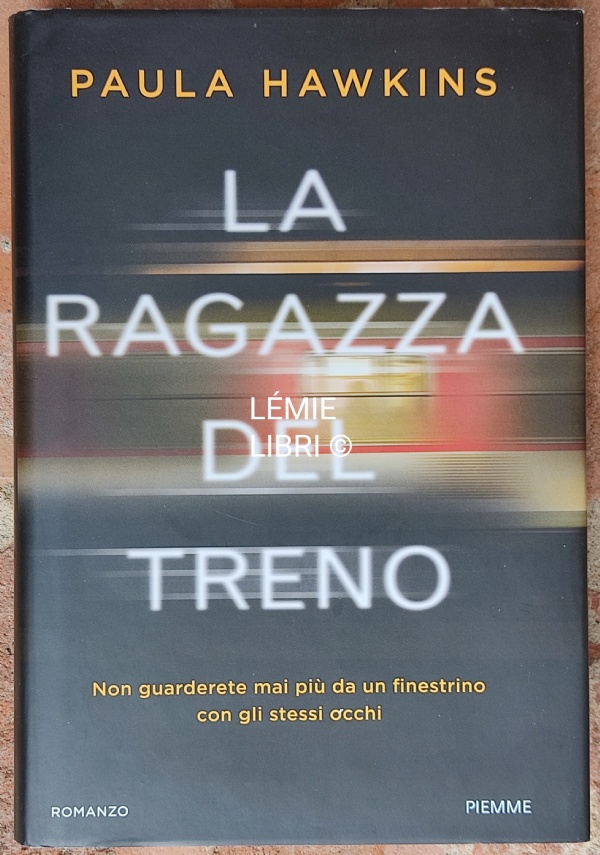 PAULA HAWKINS
LA
RAGAZZA
LÉMIE
LIBRI ©
DEL
TRENO
Non guarderete mai più da un finestrino
con gli stessi occhi
ROMANZO
PIEMME